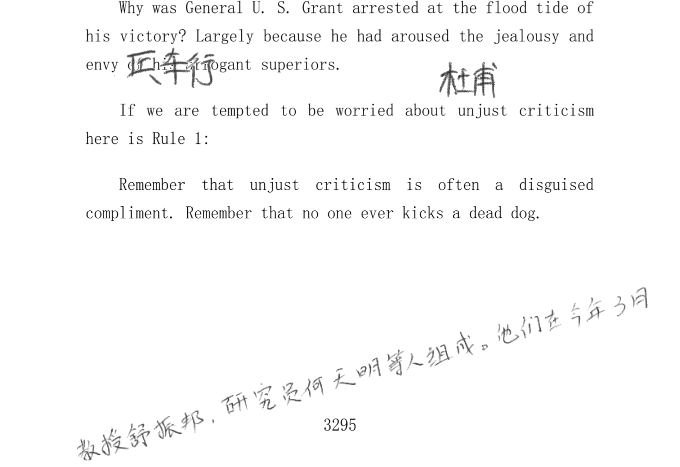 Why was General U. S. Grant arrested at the flood tide of
his victory? Largely because he had aroused the jealousy and
envy of his arrogant superiors.
兵车行
杜甫
If we are tempted to be worried about unjust criticism
here is Rule 1:
Remember that unjust criticism is often a disguised
compliment. Remember that no one ever kicks a dead dog.
教授舒振邦，研究员何天明等人组成。他们在今年3月
3295